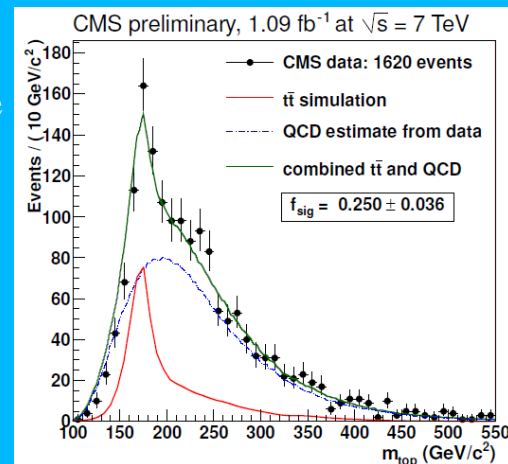 CMS preliminary, 1.09 fb⁻¹ at √s = 7 TeV
Events / ( 10 GeV/c² )
180
160
140
120
100
80
60
40
20
0
CMS data: 1620 events
tt̄ simulation
QCD estimate from data
combined tt̄ and QCD
f_sig = 0.250 ± 0.036
100 150 200 250 300 350 400 450 500 550
m_top (GeV/c²)